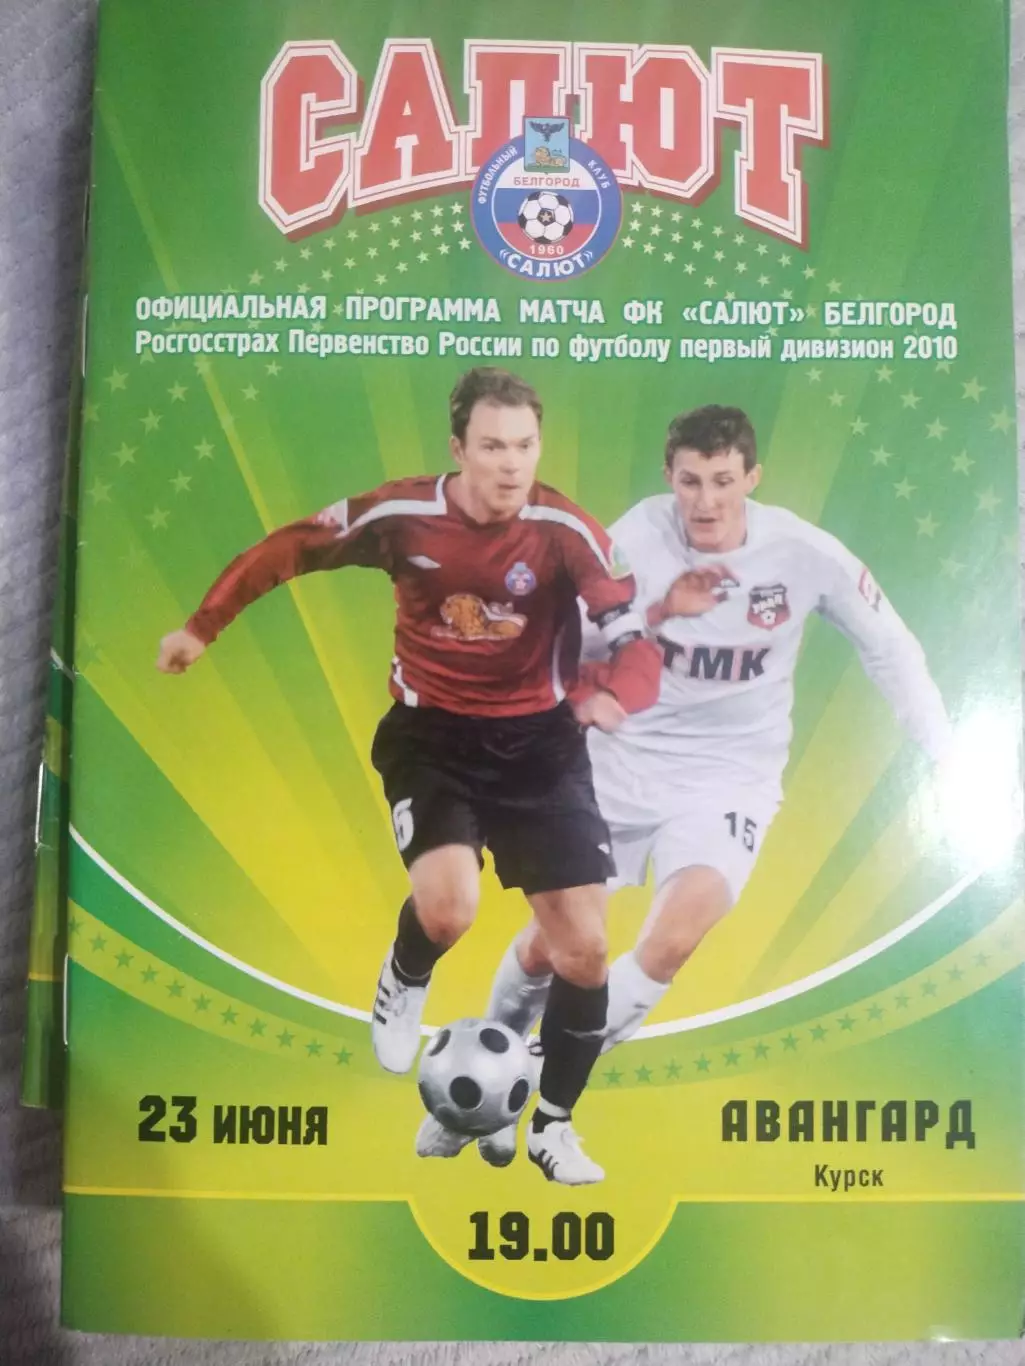 САЛЮТ
ФУТБОЛЬНЫЙ КЛУБ
БЕЛГОРОД
1960
«САЛЮТ»
ОФИЦИАЛЬНАЯ ПРОГРАММА МАТЧА ФК «САЛЮТ» БЕЛГОРОД
Росгосстрах Первенство России по футболу первый дивизион 2010
УРАЛ
ТМК
15
23 ИЮНЯ
АВАНГАРД
Курск
19.00